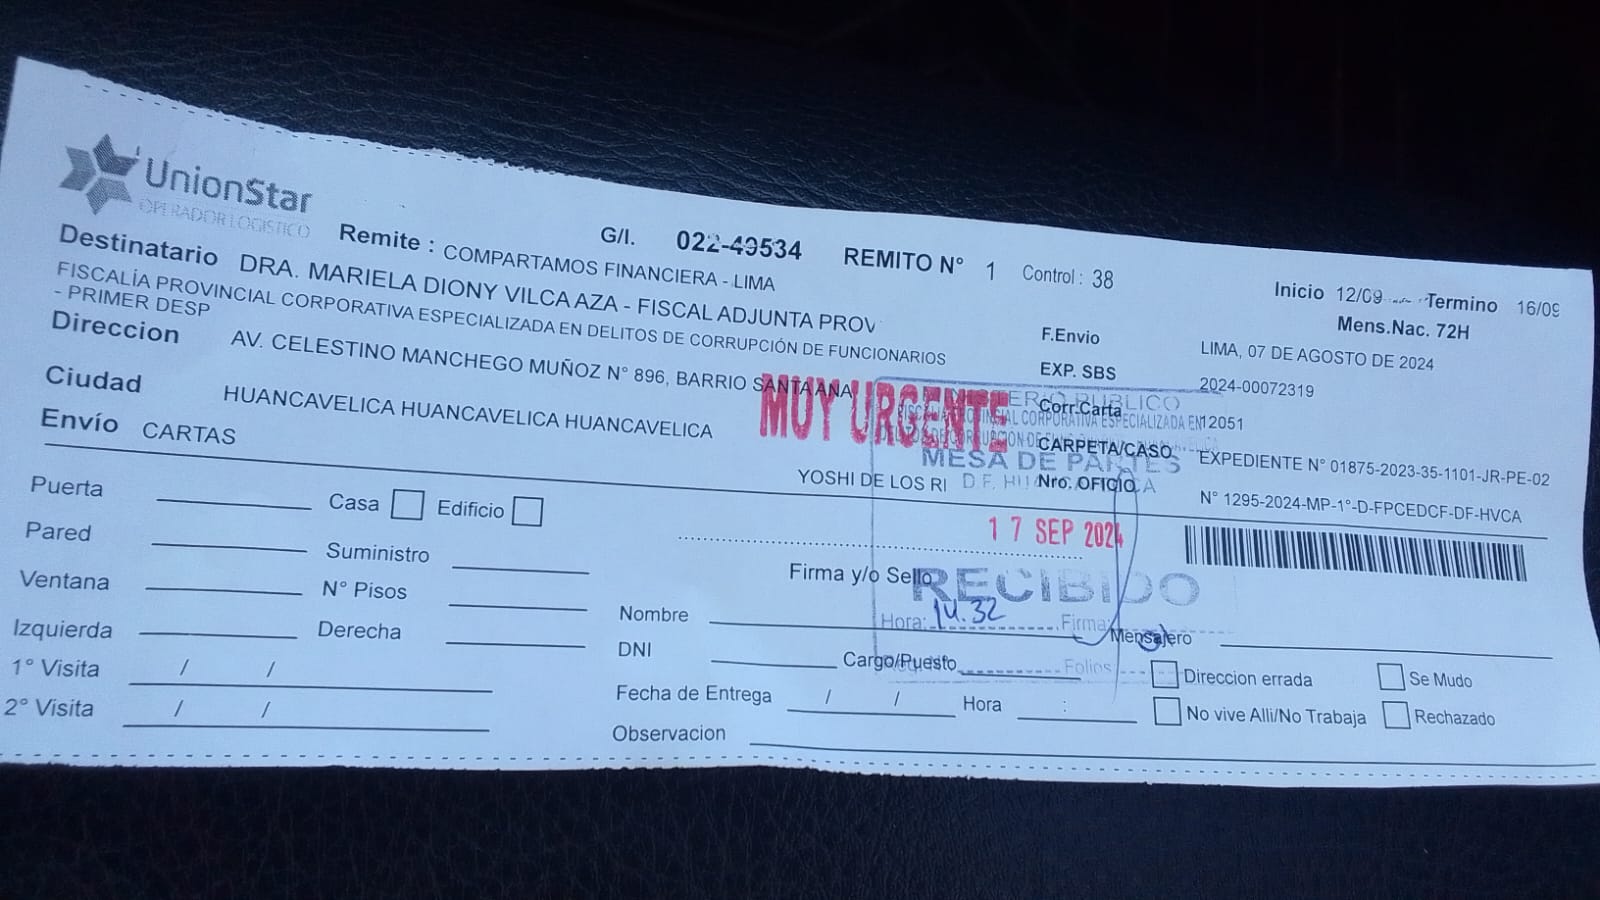 UnionStar
OPERADOR LOGISTICO
Remite : COMPARTAMOS FINANCIERA - LIMA
G/I. 022-49534 REMITO N° 1 Control : 38
Inicio 12/09 Termino 16/09
Mens.Nac. 72H
Destinatario DRA. MARIELA DIONY VILCA AZA - FISCAL ADJUNTA PROV
FISCALÍA PROVINCIAL CORPORATIVA ESPECIALIZADA EN DELITOS DE CORRUPCIÓN DE FUNCIONARIOS
- PRIMER DESP
Direccion AV. CELESTINO MANCHEGO MUÑOZ N° 896, BARRIO SANTA ANA
Ciudad HUANCAVELICA HUANCAVELICA HUANCAVELICA
Envío CARTAS
F.Envio LIMA, 07 DE AGOSTO DE 2024
EXP. SBS 2024-00072319
Corr.Carta 12051
CARPETA/CASO EXPEDIENTE N° 01875-2023-35-1101-JR-PE-02
Nro. OFICIO N° 1295-2024-MP-1°-D-FPCEDCF-DF-HVCA
MUY URGENTE
PUBLICO
CORPORATIVA ESPECIALIZADA EN
MESA DE PARTES
YOSHI DE LOS RI
D.F.
17 SEP 2024
RECIBIDO
Hora: 14.32 Firma:
Folios
Puerta Casa Edificio
Pared Suministro
Ventana N° Pisos
Izquierda Derecha
1° Visita / /
2° Visita / /
Firma y/o Sello
Nombre Mensajero
DNI Cargo/Puesto
Fecha de Entrega / / Hora :
Observacion
Direccion errada Se Mudo
No vive Alli/No Trabaja Rechazado